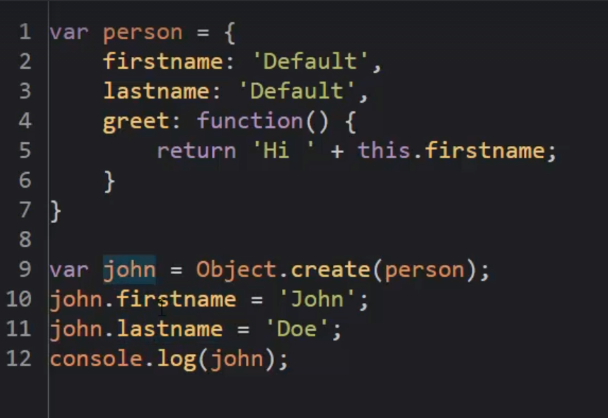 1 var person = {
2     firstname: 'Default',
3     lastname: 'Default',
4     greet: function() {
5         return 'Hi ' + this.firstname;
6     }
7 }
8
9 var john = Object.create(person);
10 john.firstname = 'John';
11 john.lastname = 'Doe';
12 console.log(john);